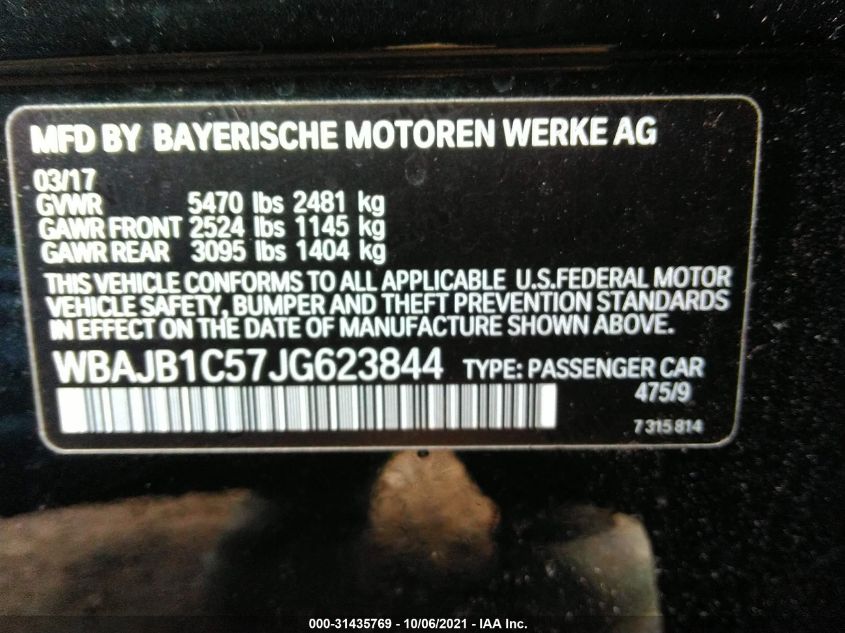 MFD BY BAYERISCHE MOTOREN WERKE AG
03/17
GVWR 5470 lbs 2481 kg
GAWR FRONT 2524 lbs 1145 kg
GAWR REAR 3095 lbs 1404 kg
THIS VEHICLE CONFORMS TO ALL APPLICABLE U.S.FEDERAL MOTOR
VEHICLE SAFETY, BUMPER AND THEFT PREVENTION STANDARDS
IN EFFECT ON THE DATE OF MANUFACTURE SHOWN ABOVE.
WBAJB1C57JG623844 TYPE: PASSENGER CAR
475/9
7 315 814
000-31435769 - 10/06/2021 - IAA Inc.